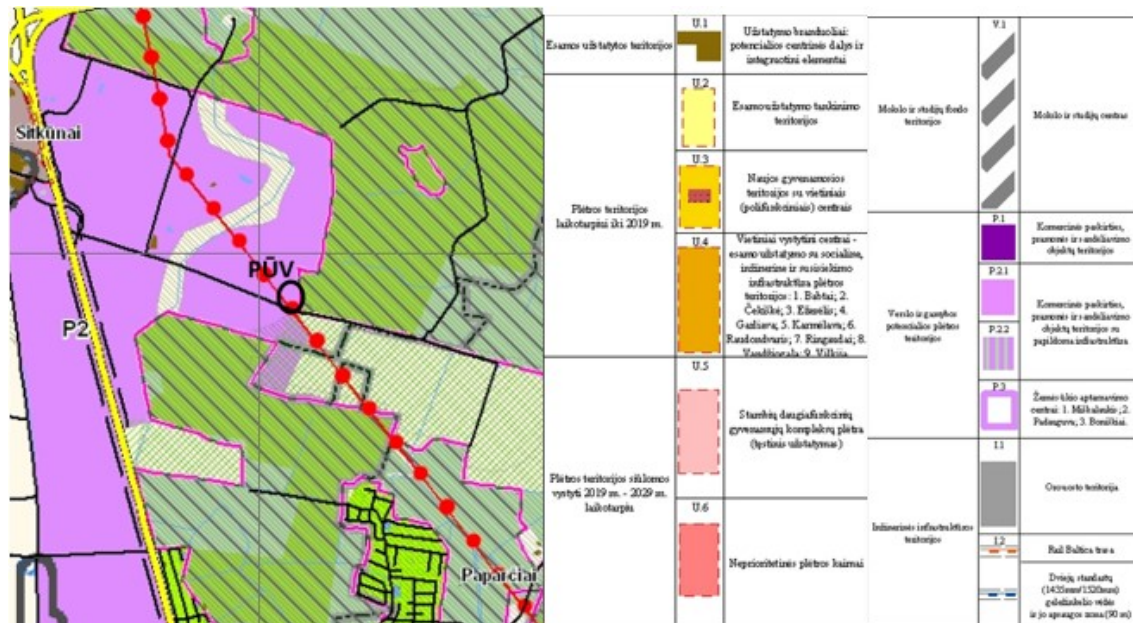 Sitkūnai
PŪV
P2
Paparčiai
Esamos užstatytos teritorijos
U.1
Užstatymo branduoliai:
potencialios centrinės dalys ir
integruotini elementai
Plėtros teritorijos
laikotarpiui iki 2019 m.
U.2
Esamo užstatymo tankinimo
teritorijos
U.3
Naujos gyvenamosios
teritorijos su vietiniais
(polifunkciniais) centrais
U.4
Vietiniai vystytini centrai -
esamo užstatymo su socialine,
inžinerine ir susisiekimo
infrastruktūra plėtros
teritorijos: 1. Babtai; 2.
Čekiškė; 3. Ežerėlis; 4.
Garliava; 5. Karmėlava; 6.
Raudondvaris; 7. Ringaudai; 8.
Vandžiogala; 9. Vilkija
Plėtros teritorijos siūlomos
vystyti 2019 m. - 2029 m.
laikotarpiu
U.5
Stambių daugiafunkcinių
gyvenamųjų kompleksų plėtra
(tęstinis užstatymas)
U.6
Neprioritetinės plėtros kaimai
Mokslo ir studijų fondo
teritorijos
V.1
Mokslo ir studijų centras
Verslo ir gamybos
potencialios plėtros
teritorijos
P.1
Komercinės paskirties,
pramonės ir sandėliavimo
objektų teritorijos
P.2.1
Komercinės paskirties,
pramonės ir sandėliavimo
objektų teritorijos su
papildoma infrastruktūra
P.2.2
P.3
Žemės ūkio aptarnavimo
centrai: 1. 2.
Padauguva; 3. Boniškiai.
Inžinerinės infrastruktūros
teritorijos
I.1
Oro uosto teritorija
I.2
Rail Baltica trasa
Dviejų standartų
(1435mm/1520mm)
geležinkelio vėžės
ir jo apsaugos zona (90 m)